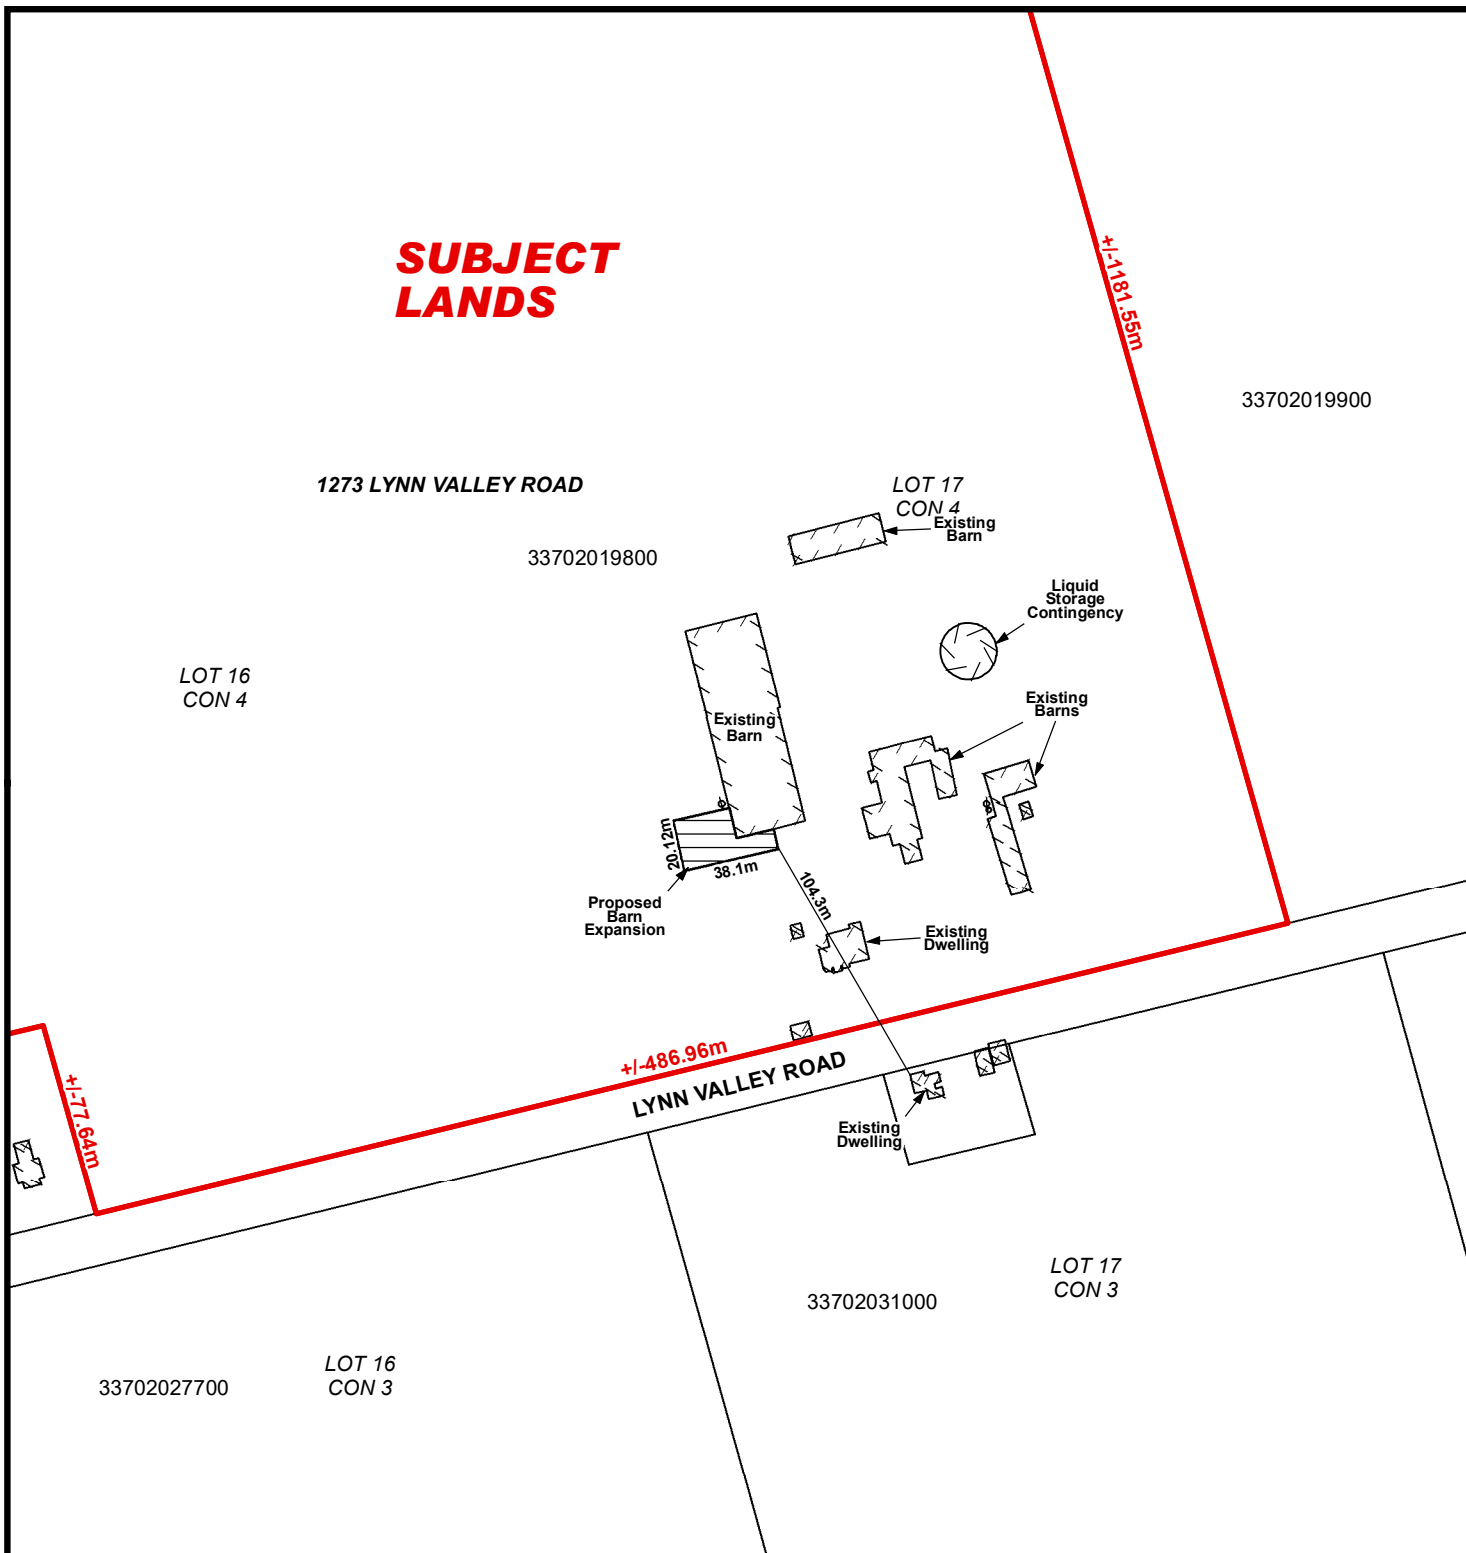 SUBJECT
LANDS
+/-1181.55m
33702019900
1273 LYNN VALLEY ROAD
LOT 17
CON 4
Existing
Barn
33702019800
Liquid
Storage
Contingency
LOT 16
CON 4
Existing
Barns
Existing
Barn
20.12m
38.1m
104.3m
Proposed
Barn
Expansion
Existing
Dwelling
+/-486.96m
LYNN VALLEY ROAD
+/-77.64m
Existing
Dwelling
LOT 17
CON 3
33702031000
LOT 16
CON 3
33702027700